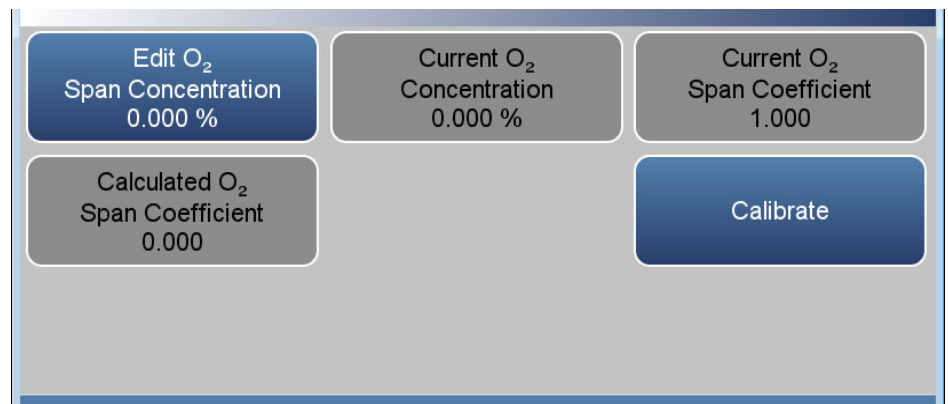 Edit O₂
Span Concentration
0.000 %
Current O₂
Concentration
0.000 %
Current O₂
Span Coefficient
1.000
Calculated O₂
Span Coefficient
0.000
Calibrate